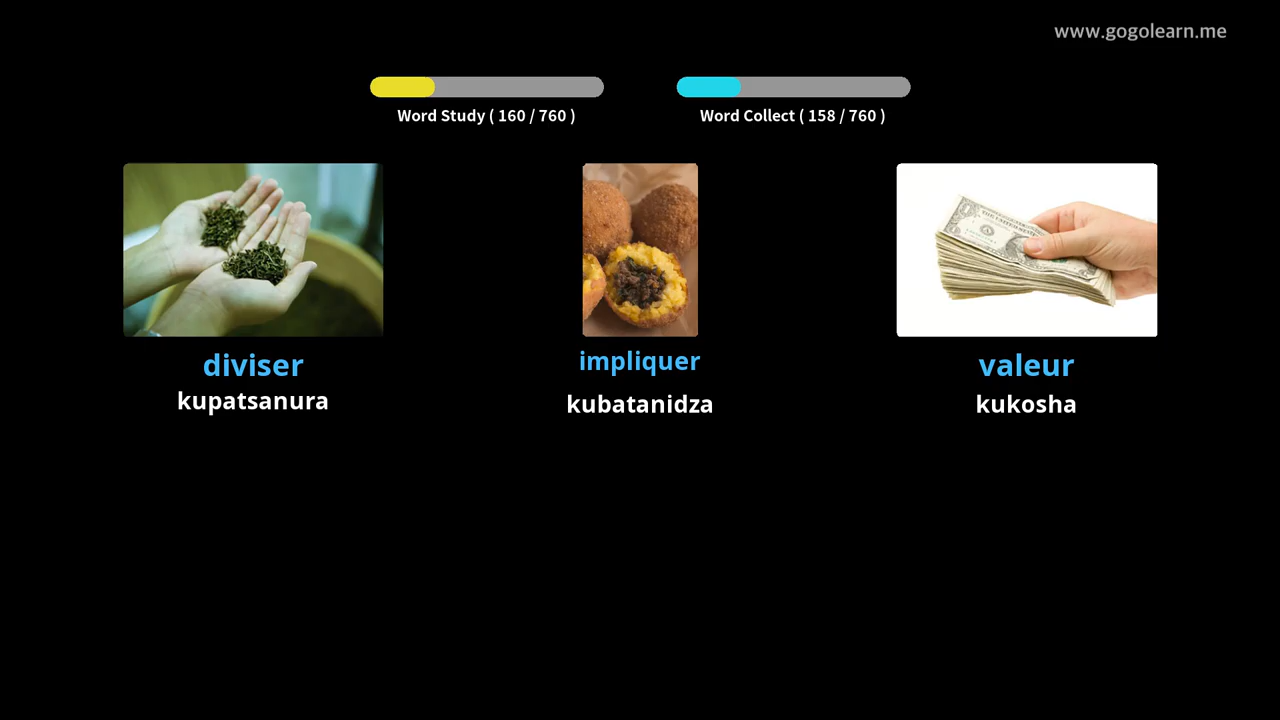 www.gogolearn.me
Word Study ( 160 / 760 )
Word Collect ( 158 / 760 )
diviser
kupatsanura
impliquer
kubatanidza
valeur
kukosha